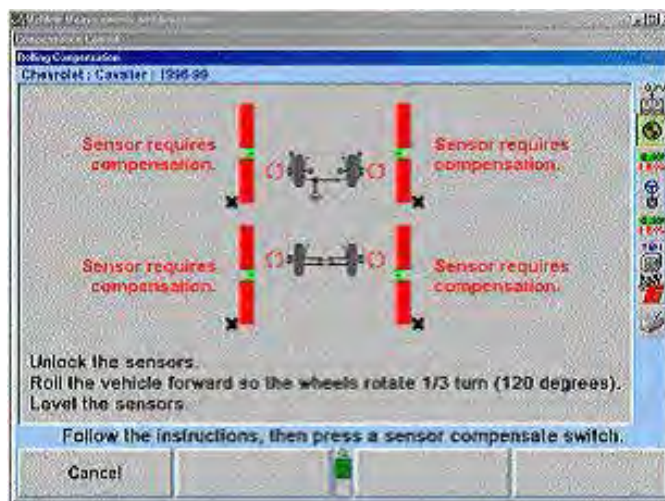 Rolling Compensation
Chevrolet : Cavalier : 1996-99
Sensor requires
compensation.
Sensor requires
compensation.
Sensor requires
compensation.
Sensor requires
compensation.
Unlock the sensors.
Roll the vehicle forward so the wheels rotate 1/3 turn (120 degrees).
Level the sensors.
Follow the instructions, then press a sensor compensate switch.
Cancel